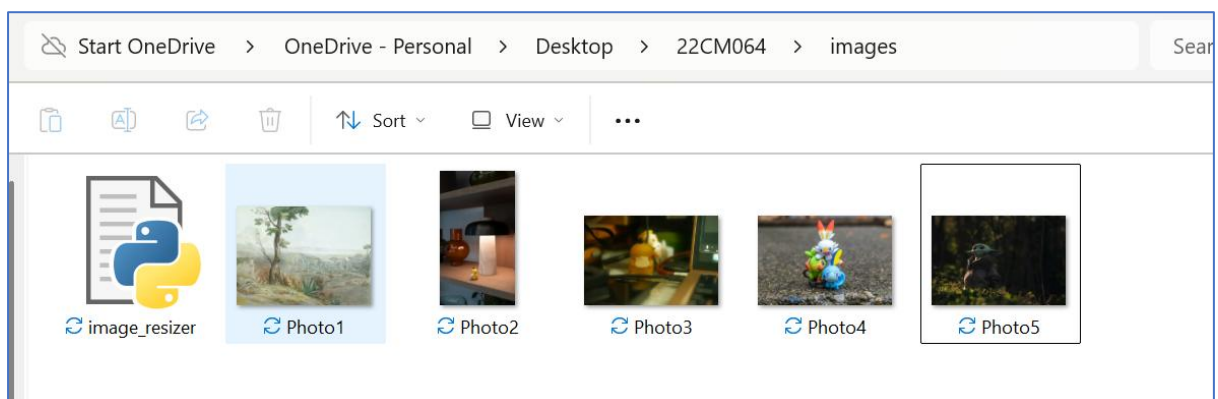 Start OneDrive > OneDrive - Personal > Desktop > 22CM064 > images
Sear
Sort
View
image_resizer
Photo1
Photo2
Photo3
Photo4
Photo5